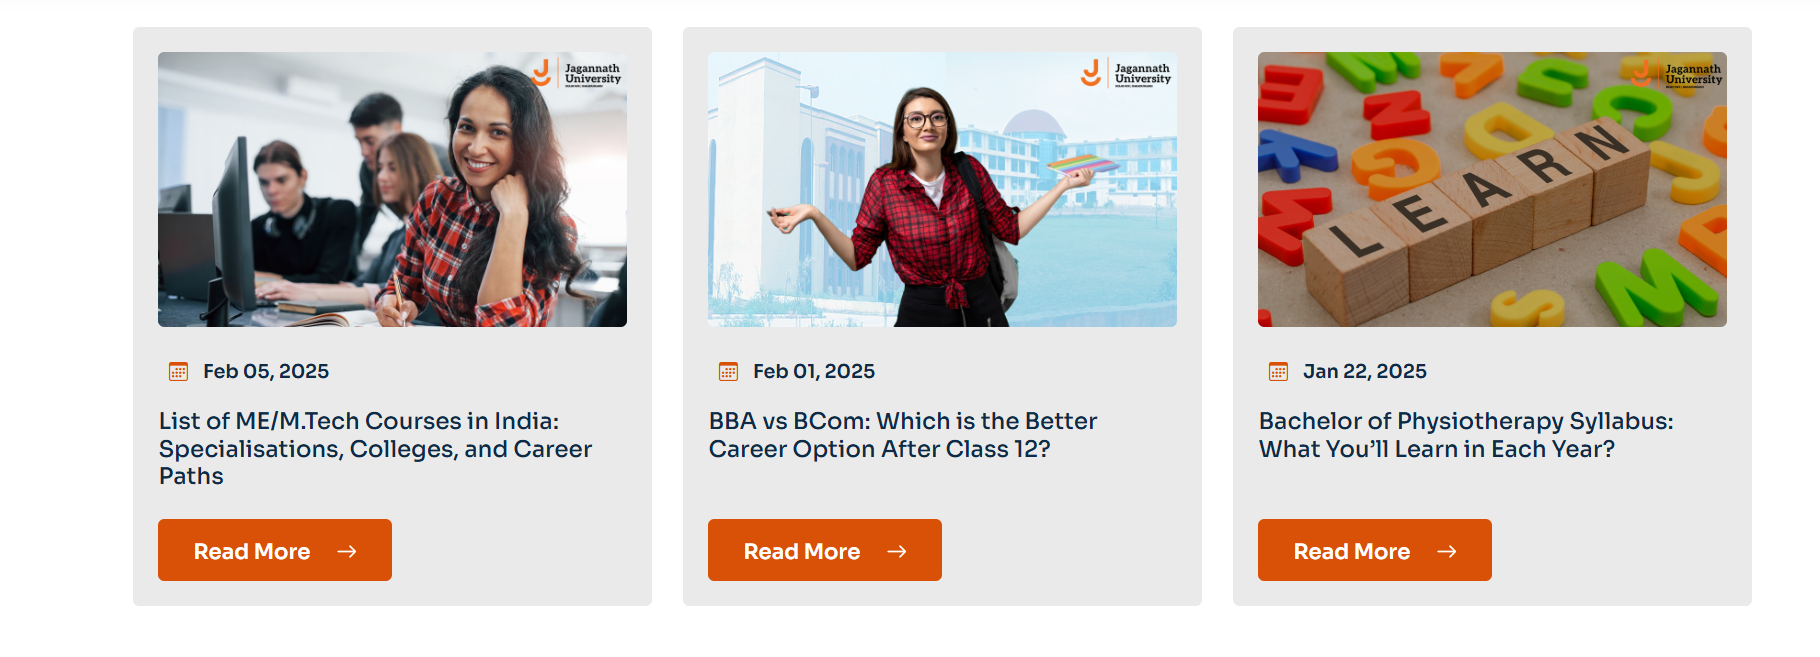 Jagannath
University
Feb 05, 2025
List of ME/M.Tech Courses in India:
Specialisations, Colleges, and Career
Paths
Read More
Jagannath
University
Feb 01, 2025
BBA vs BCom: Which is the Better
Career Option After Class 12?
Read More
Jagannath
University
LEARN
Jan 22, 2025
Bachelor of Physiotherapy Syllabus:
What You’ll Learn in Each Year?
Read More